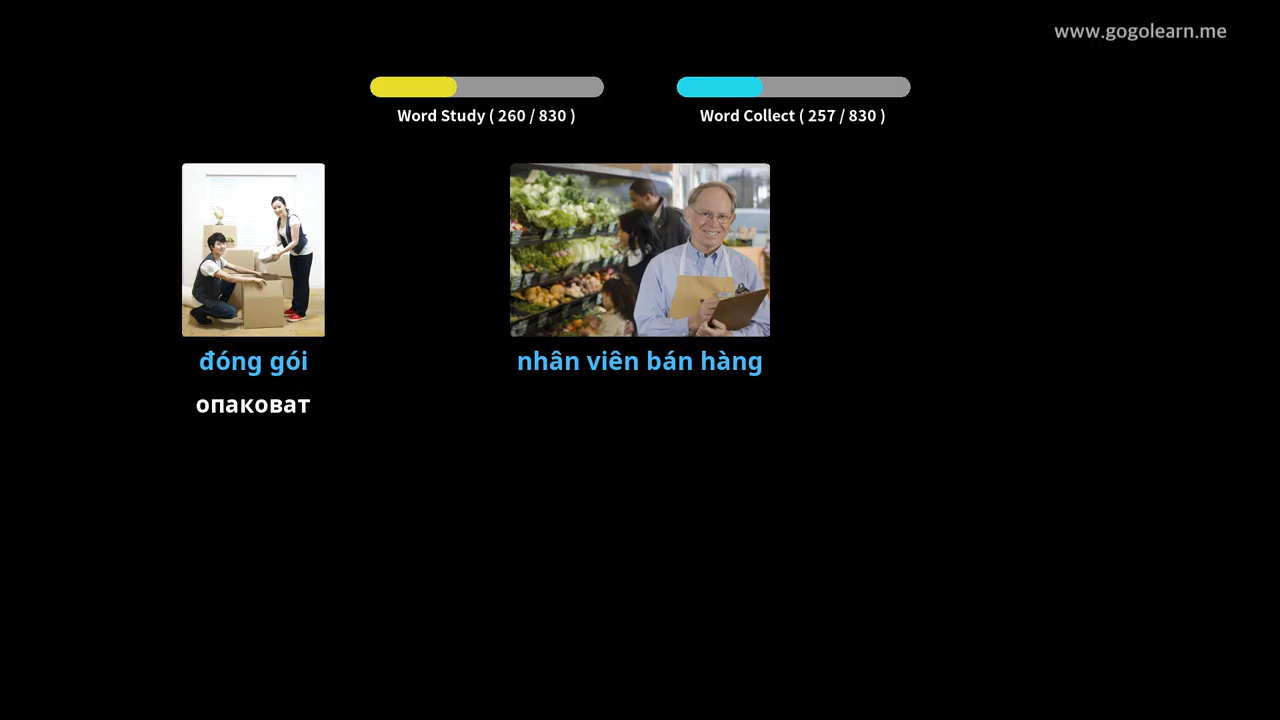 www.gogolearn.me
Word Study ( 260 / 830 )
Word Collect ( 257 / 830 )
đóng gói
nhân viên bán hàng
опаковат